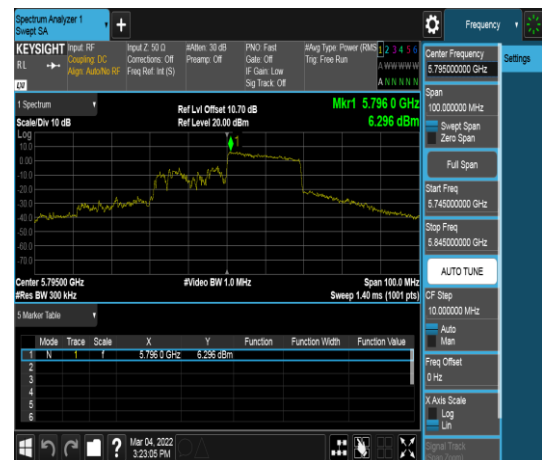 Spectrum Analyzer 1
Swept SA
+
Frequency
KEYSIGHT
RL
LXI
Input: RF
Coupling: DC
Align: Auto/No RF
Input Z: 50 Ω
Corrections: Off
Freq Ref: Int (S)
#Atten: 30 dB
Preamp: Off
PNO: Fast
Gate: Off
IF Gain: Low
Sig Track: Off
#Avg Type: Power (RMS
Trig: Free Run
1 2 3 4 5 6
A W W W W W
A N N N N N
1 Spectrum
Scale/Div 10 dB
Ref Lvl Offset 10.70 dB
Ref Level 20.00 dBm
Mkr1 5.796 0 GHz
6.296 dBm
Log
10.0
0.00
-10.0
-20.0
-30.0
-40.0
-50.0
-60.0
-70.0
1
Center 5.79500 GHz
#Res BW 300 kHz
#Video BW 1.0 MHz
Span 100.0 MHz
Sweep 1.40 ms (1001 pts)
5 Marker Table
Mode Trace Scale X Y Function Function Width Function Value
1 N 1 f 5.796 0 GHz 6.296 dBm
2
3
4
5
6
?
Mar 04, 2022
3:23:05 PM
Center Frequency
5.795000000 GHz
Settings
Span
100.000000 MHz
Swept Span
Zero Span
Full Span
Start Freq
5.745000000 GHz
Stop Freq
5.845000000 GHz
AUTO TUNE
CF Step
10.000000 MHz
Auto
Man
Freq Offset
0 Hz
X Axis Scale
Log
Lin
Signal Track
(Span Zoom)